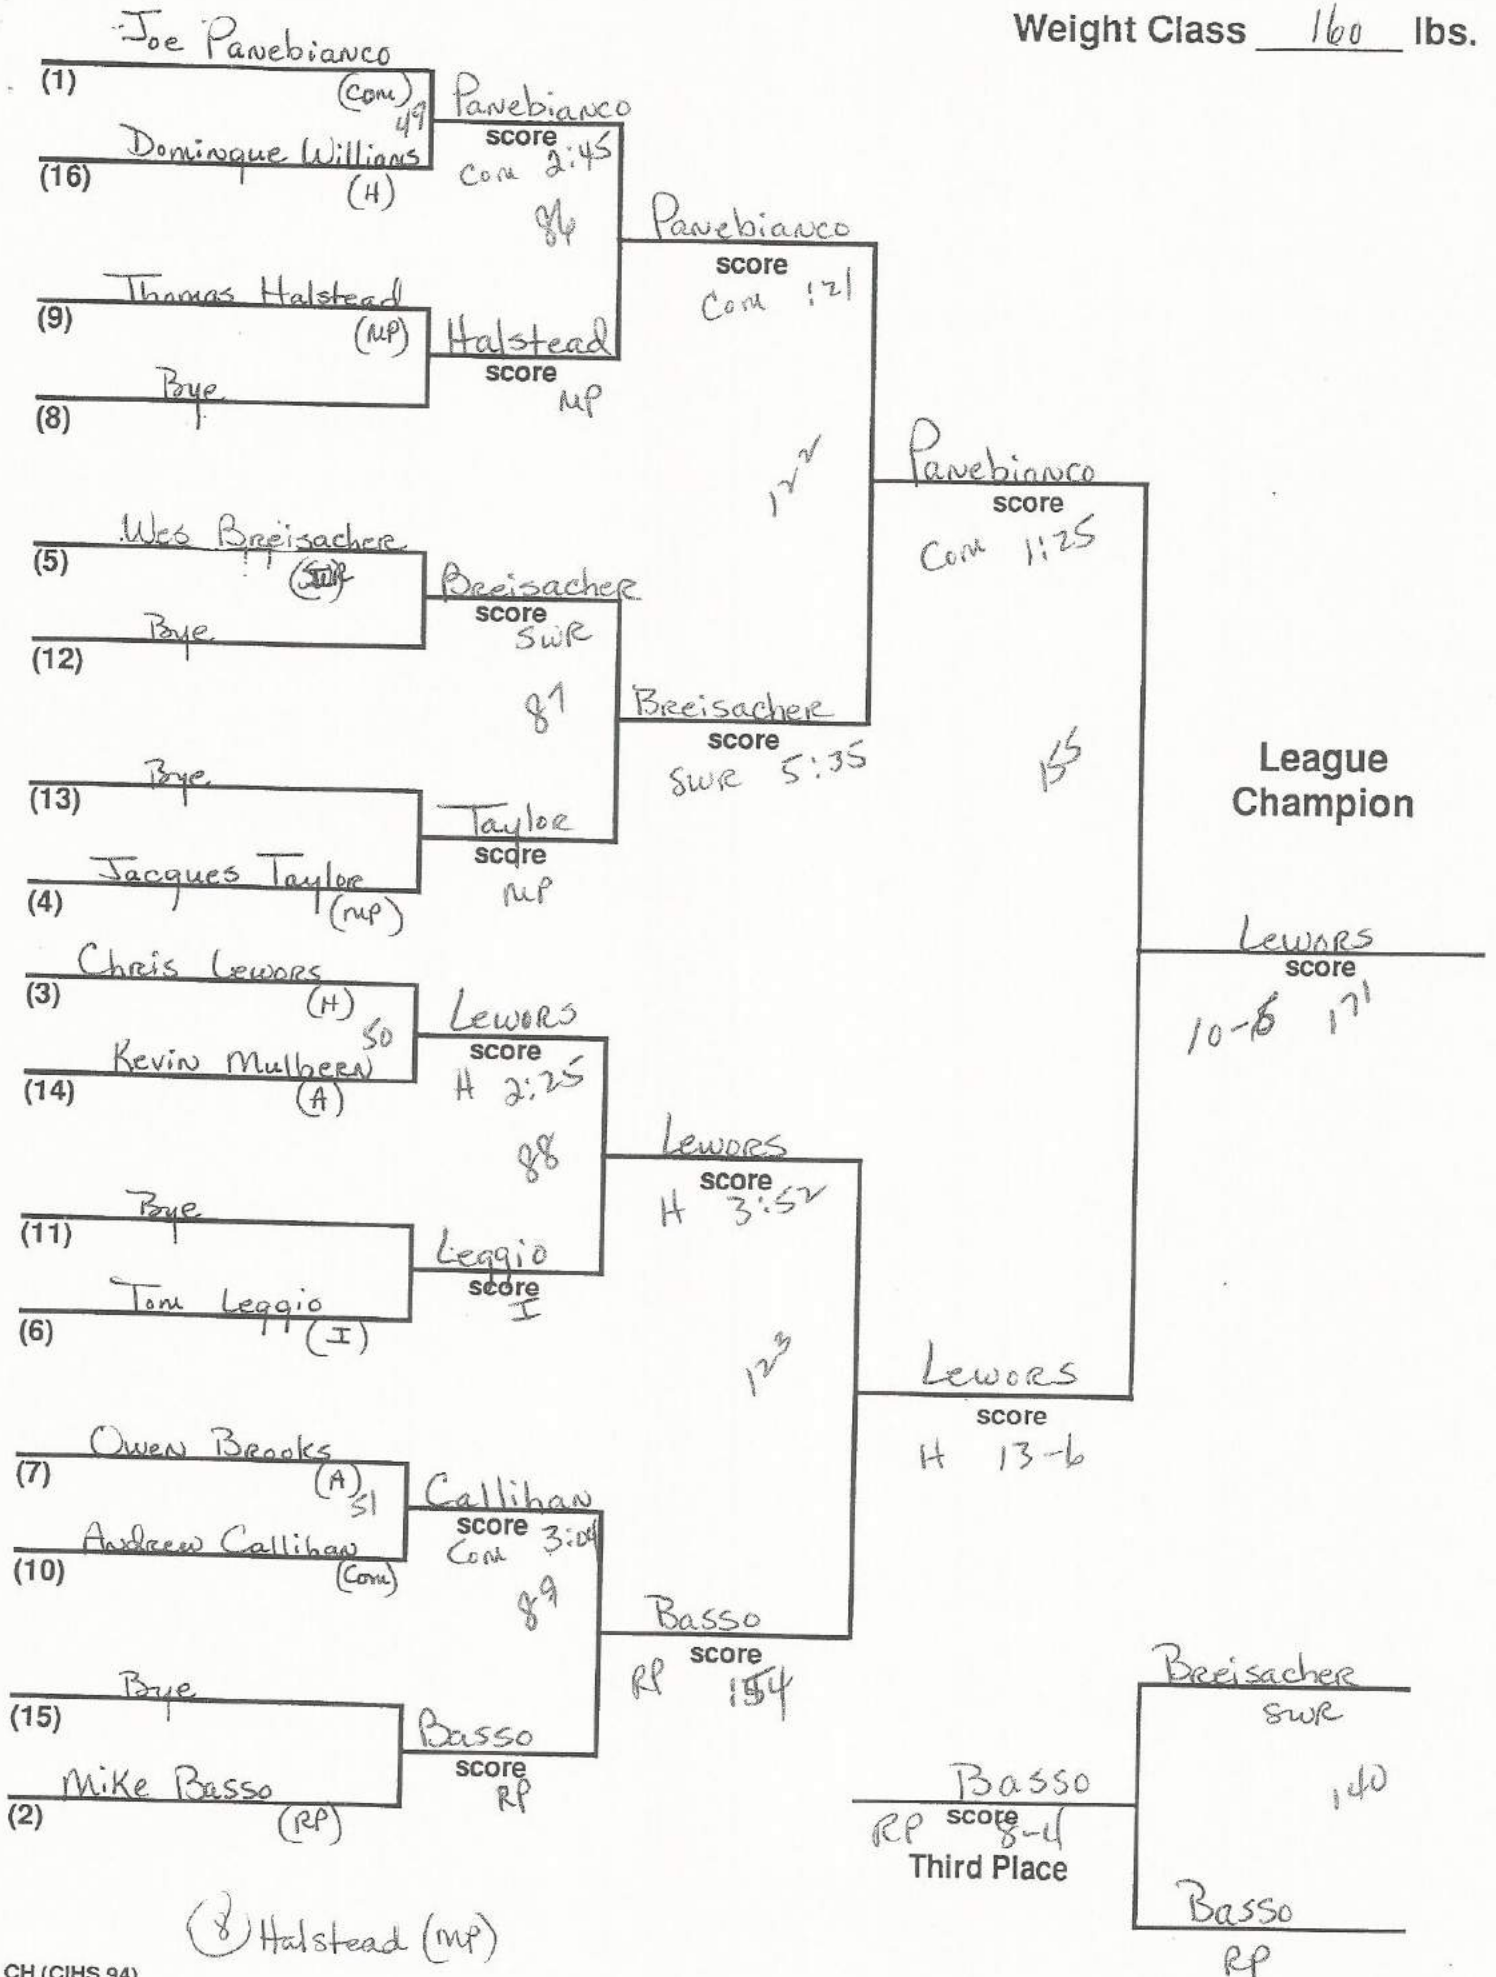 Weight Class 160 lbs.
Joe Panebianco
(1)
(Com)
49
Dominque Willians
(16)
(H)
Panebianco
score
Com 2:45
86
Thomas Halstead
(9)
(MP)
Bye
(8)
Halstead
score
MP
Panebianco
score
Com :21
122
Wes Breisacher
(5)
Bye
(12)
Breisacher
score
SWR
87
Bye
(13)
Jacques Taylor
(4)
(MP)
Taylor
score
MP
Breisacher
score
SWR 5:35
Panebianco
score
Com 1:25
155
League
Champion
Lewors
score
171
Chris Lewors
(3)
(H)
50
Kevin Mulbern
(14)
(A)
Lewors
score
H 2:25
88
Bye
(11)
Tom Leggio
(6)
(I)
Leggio
score
I
Lewors
score
H 3:52
123
Owen Brooks
(7)
(A)
51
Andrew Callihan
(10)
(Com)
Callihan
score
Com 3:04
89
Bye
(15)
Mike Basso
(2)
(RP)
Basso
score
RP
Basso
score
RP
Lewors
score
H 13-6
Breisacher
SWR
140
Basso
score
RP 8-4
Third Place
Basso
RP
(8) Halstead (MP)
CH (CIHS 94)